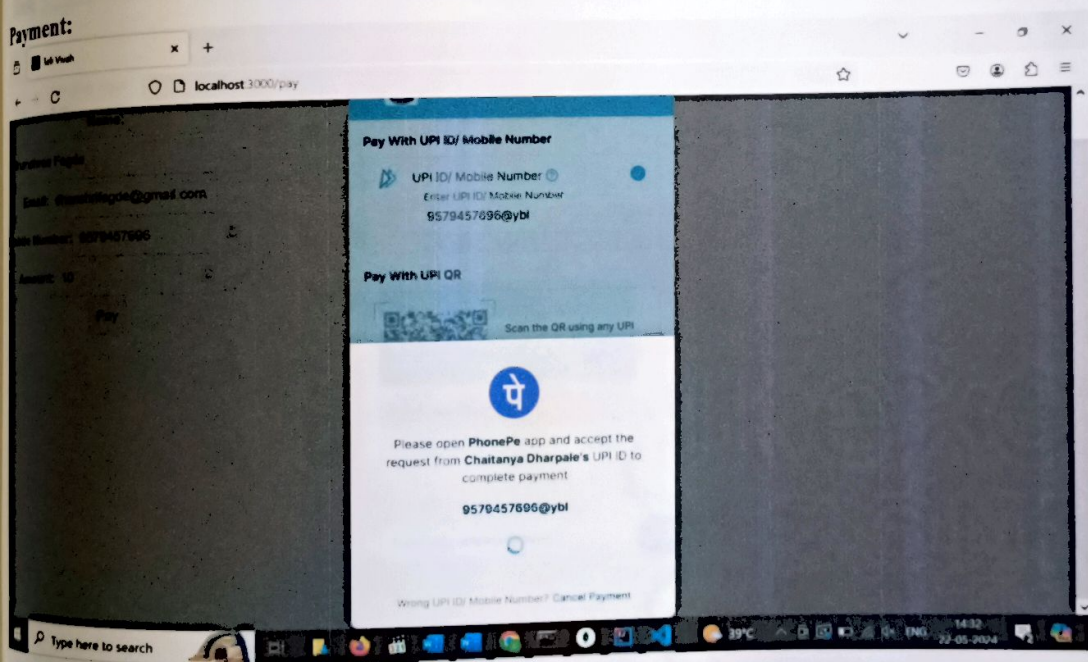 Payment:
localhost:3000/pay
Pay With UPI ID/ Mobile Number
UPI ID/ Mobile Number
Enter UPI ID/ Mobile Number
9579457696@ybl
Email:
Number: 9579457696
Amount: 10
Pay
Pay With UPI QR
Scan the QR using any UPI
पे
Please open PhonePe app and accept the
request from Chaitanya Dharpale's UPI ID to
complete payment
9579457696@ybl
Wrong UPI ID/ Mobile Number? Cancel Payment
Type here to search
39°C
ENG
14:32
22-05-2024